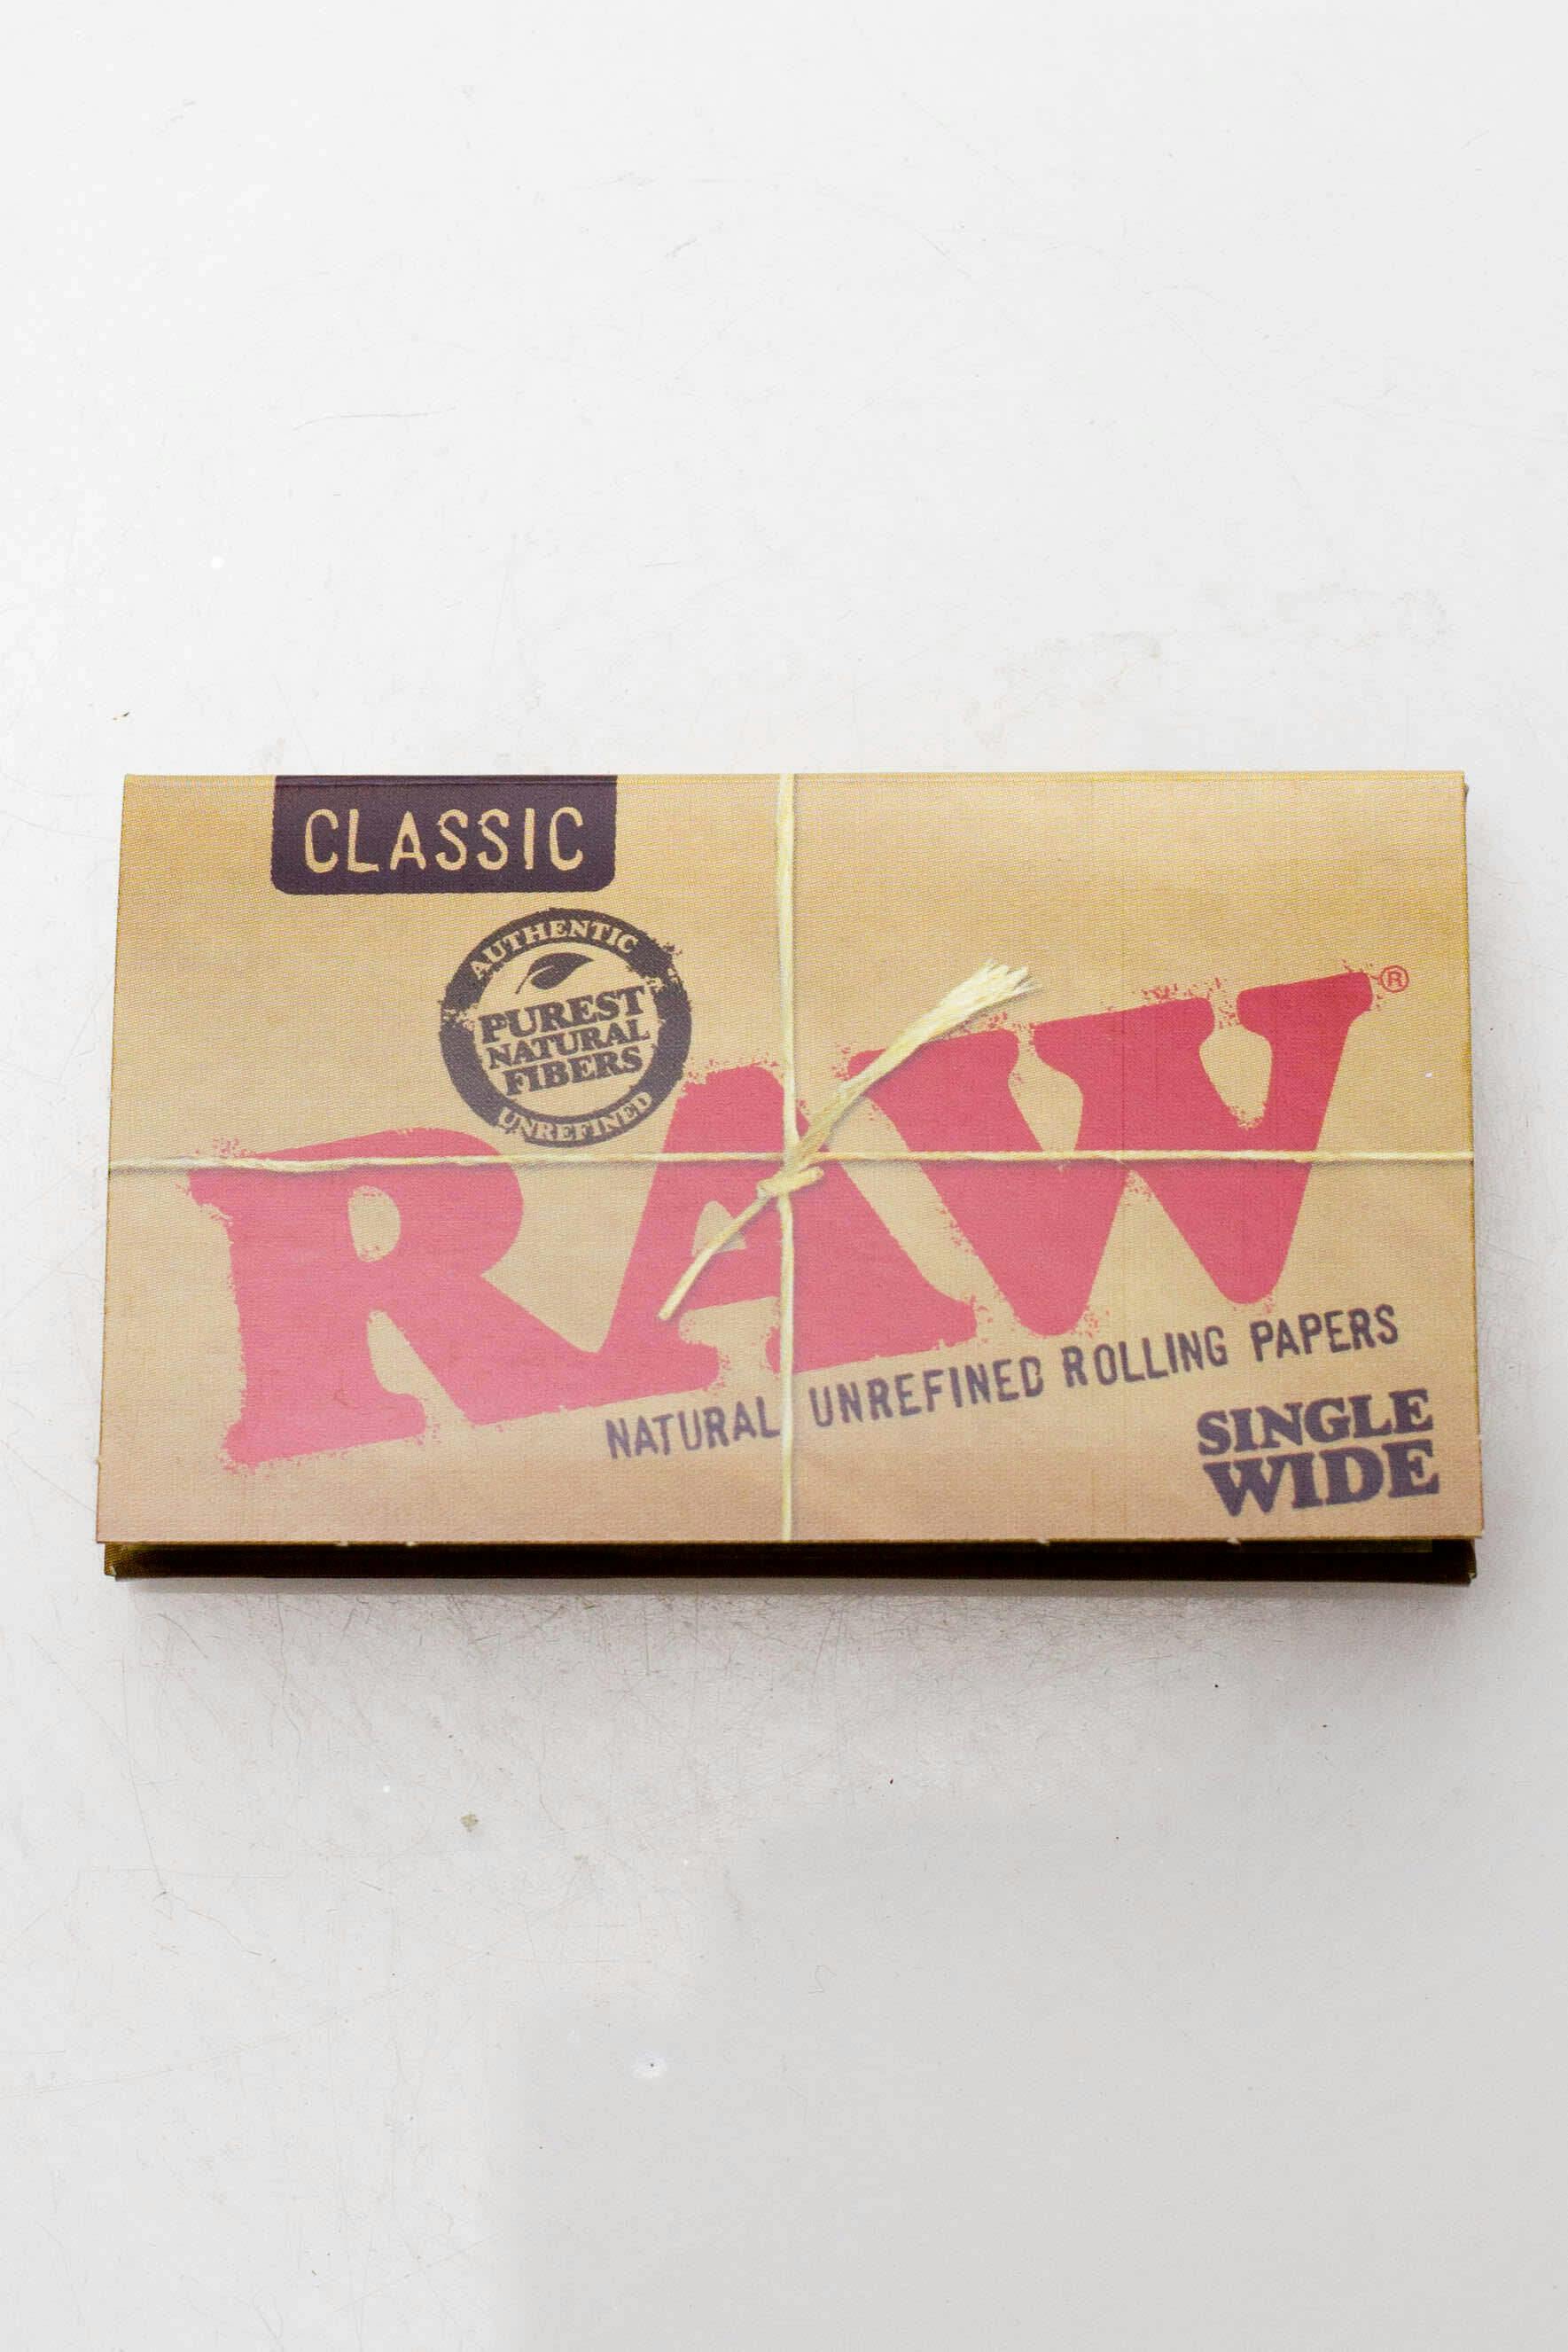 CLASSIC
AUTHENTIC
PUREST
NATURAL
FIBERS
UNREFINED
RAW®
NATURAL UNREFINED ROLLING PAPERS
SINGLE
WIDE